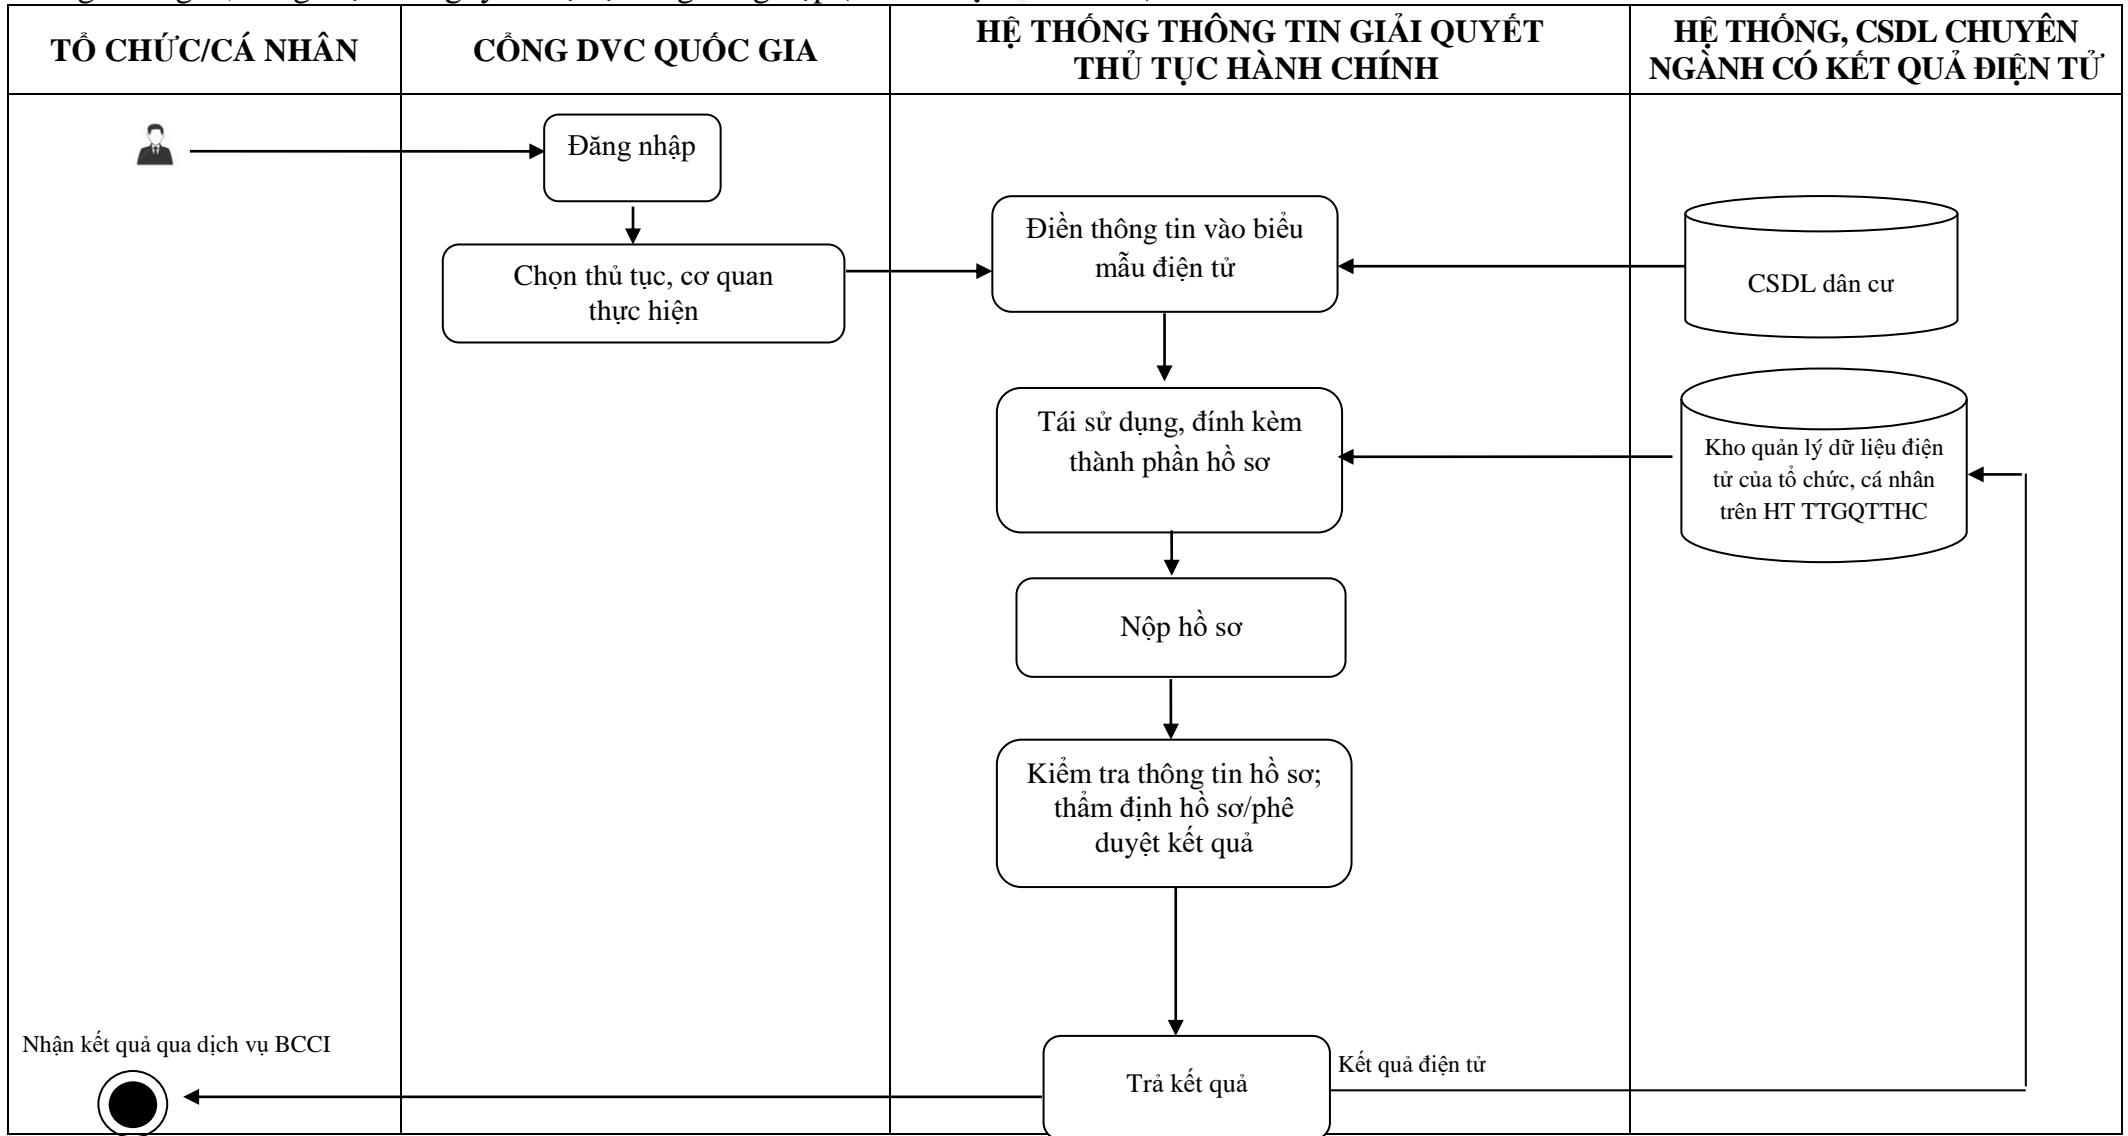 TỔ CHỨC/CÁ NHÂN
CỔNG DVC QUỐC GIA
HỆ THỐNG THÔNG TIN GIẢI QUYẾT
THỦ TỤC HÀNH CHÍNH
HỆ THỐNG, CSDL CHUYÊN
NGÀNH CÓ KẾT QUẢ ĐIỆN TỬ
Đăng nhập
Chọn thủ tục, cơ quan
thực hiện
Điền thông tin vào biểu
mẫu điện tử
CSDL dân cư
Tái sử dụng, đính kèm
thành phần hồ sơ
Kho quản lý dữ liệu điện
tử của tổ chức, cá nhân
trên HT TTGQTTHC
Nộp hồ sơ
Kiểm tra thông tin hồ sơ;
thẩm định hồ sơ/phê
duyệt kết quả
Nhận kết quả qua dịch vụ BCCI
Trả kết quả
Kết quả điện tử